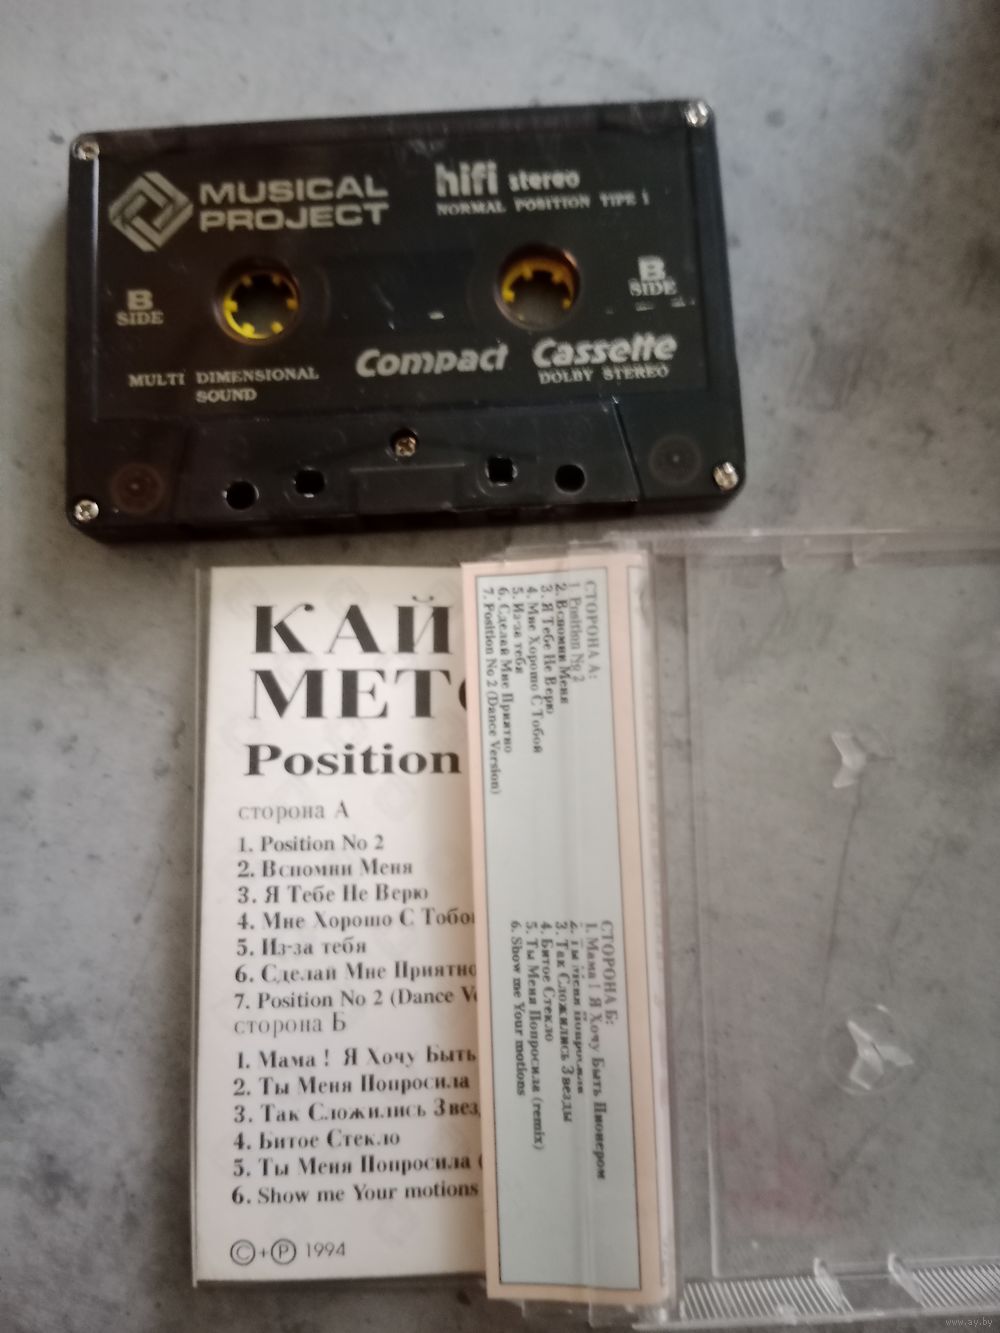 MUSICAL
PROJECT
hifi stereo
NORMAL POSITION TIPE 1
B
SIDE
B
SIDE
MULTI DIMENSIONAL
SOUND
Compact Cassette
DOLBY STEREO
КАЙ
МЕТ
Position
сторона А
1. Position No 2
2. Вспомни Меня
3. Я Тебе Не Верю
4. Мне Хорошо С Тобо
5. Из-за тебя
6. Сделай Мне Приятно
7. Position No 2 (Dance V
сторона Б
1. Мама ! Я Хочу Быть
2. Ты Меня Попросила
3. Так Сложились Звез
4. Битое Стекло
5. Ты Меня Попросила (
6. Show me Your motions
©+℗ 1994
СТОРОНА А:
1. Position No 2
2. Вспомни Меня
3. Я Тебе Не Верю
4. Мне Хорошо С Тобой
5. Из-за тебя
6. Сделай Мне Приятно
7. Position No 2 (Dance Version)
СТОРОНА Б:
1. Мама ! Я Хочу Быть Пионером
2. Ты Меня Попросила
3. Так Сложились Звезды
4. Битое Стекло
5. Ты Меня Попросила (remix)
6. Show me Your motions
www.ay.by